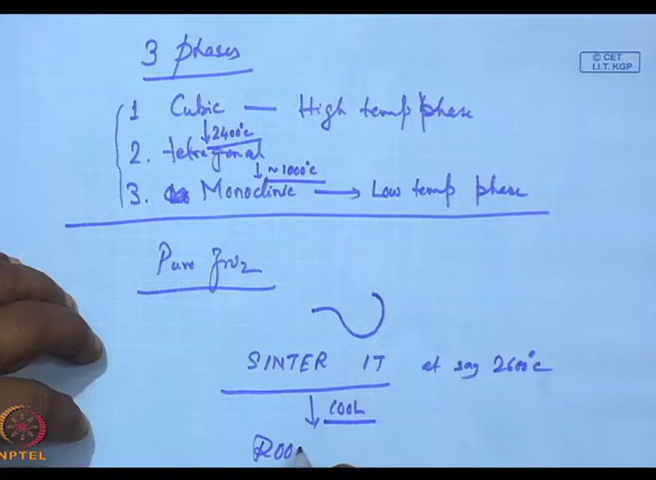 3 phases
© CET
I.I.T. KGP
1 Cubic — High temp phase
↓ 2400°C
2. tetragonal
↓ ~1000°C
3. Monoclinic → Low temp phase
Pure ZrO2
SINTER IT at say 2600°C
↓ COOL
ROO
NPTEL